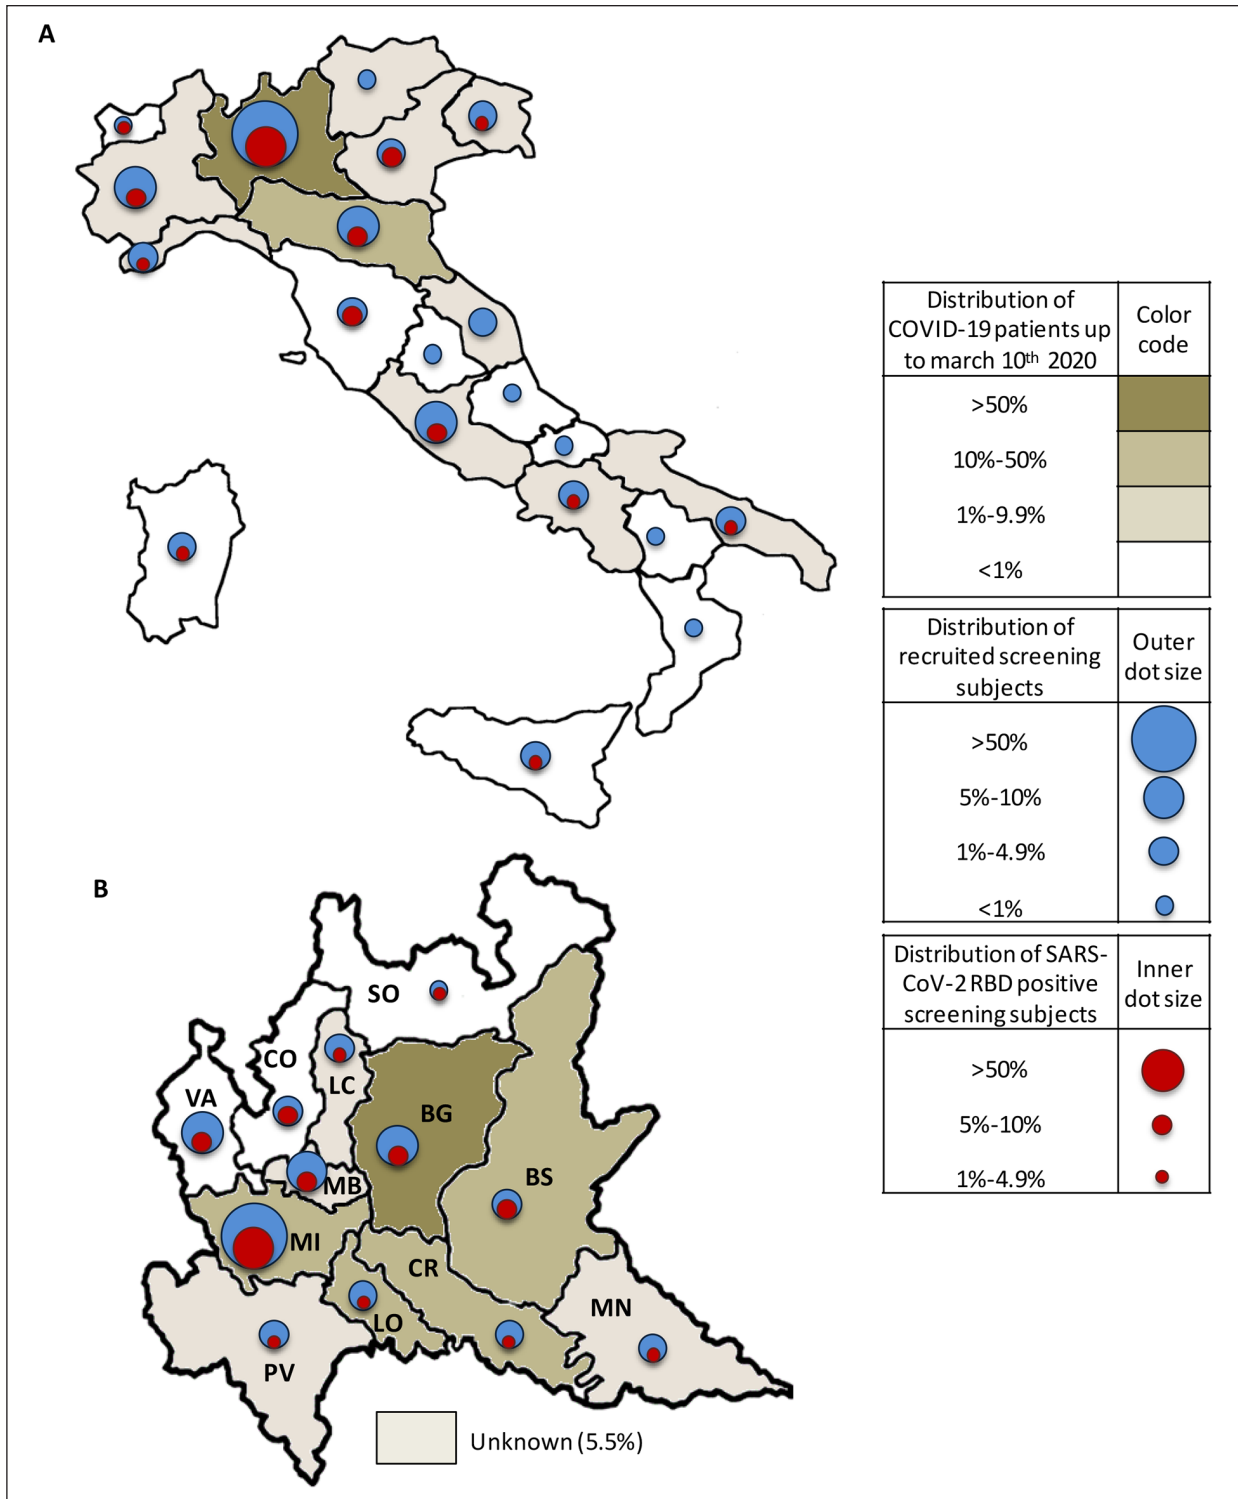 A
Distribution of
COVID-19 patients up
to march 10th 2020
Color
code
>50%
10%-50%
1%-9.9%
<1%
Distribution of
recruited screening
subjects
Outer
dot size
>50%
5%-10%
1%-4.9%
<1%
Distribution of SARS-
CoV-2 RBD positive
screening subjects
Inner
dot size
>50%
5%-10%
1%-4.9%
B
SO
CO
LC
VA
BG
MB
BS
MI
CR
LO
MN
PV
Unknown (5.5%)